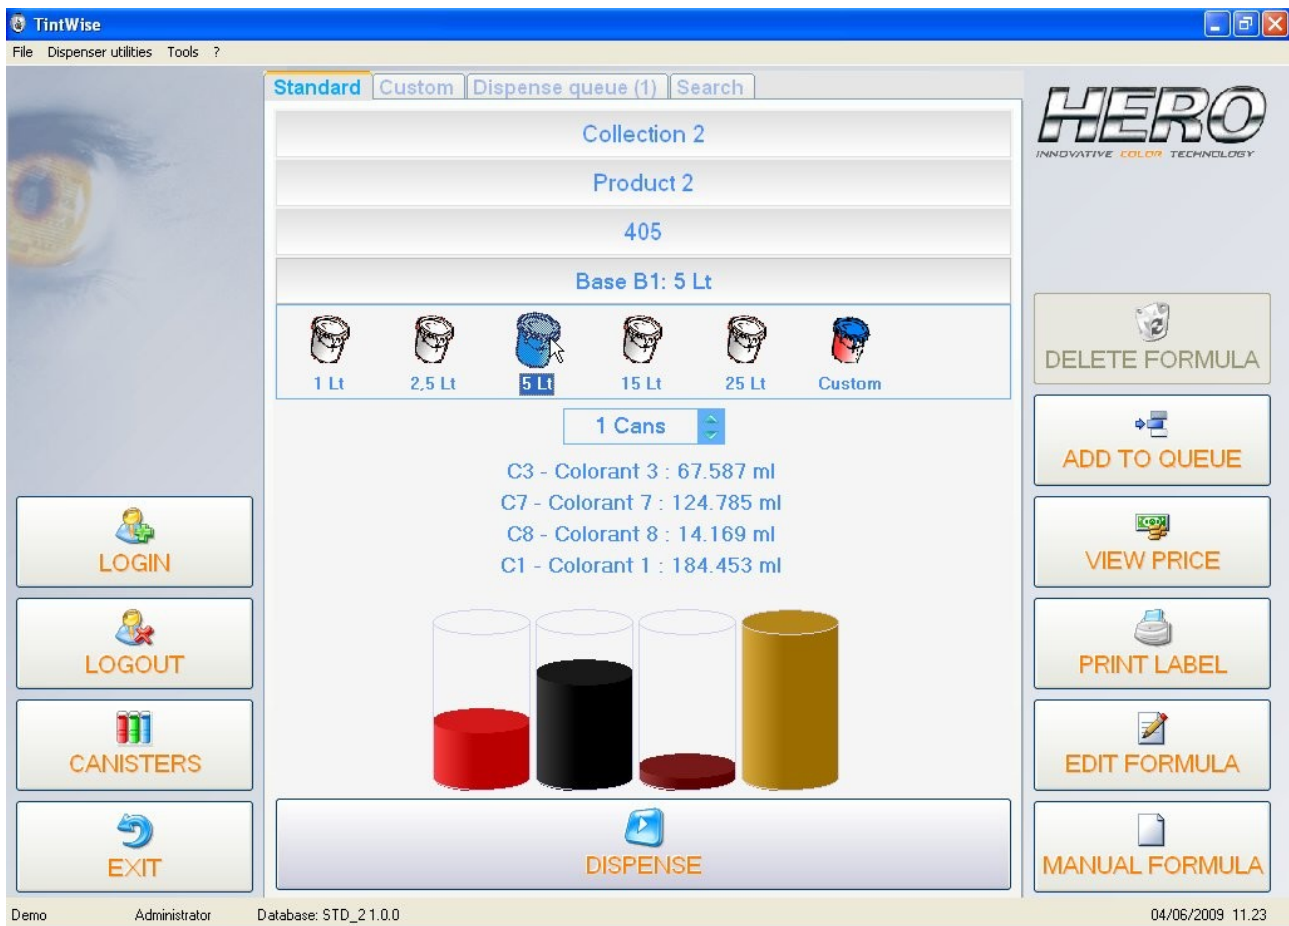 TintWise
File Dispenser utilities Tools ?
Standard Custom Dispense queue (1) Search
Collection 2
Product 2
405
Base B1: 5 Lt
1 Lt 2,5 Lt 5 Lt 15 Lt 25 Lt Custom
1 Cans
C3 - Colorant 3 : 67.587 ml
C7 - Colorant 7 : 124.785 ml
C8 - Colorant 8 : 14.169 ml
C1 - Colorant 1 : 184.453 ml
DISPENSE
LOGIN
LOGOUT
CANISTERS
EXIT
HERO
INNOVATIVE COLOR TECHNOLOGY
DELETE FORMULA
ADD TO QUEUE
VIEW PRICE
PRINT LABEL
EDIT FORMULA
MANUAL FORMULA
Demo Administrator Database: STD_2 1.0.0 04/06/2009 11.23